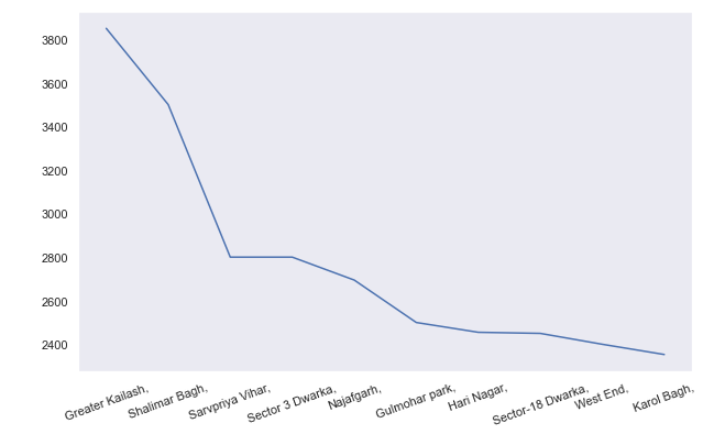 3800
3600
3400
3200
3000
2800
2600
2400
Greater Kailash,
Shalimar Bagh,
Sarvpriya Vihar,
Sector 3 Dwarka,
Najafgarh,
Gulmohar park,
Hari Nagar,
Sector-18 Dwarka,
West End,
Karol Bagh,